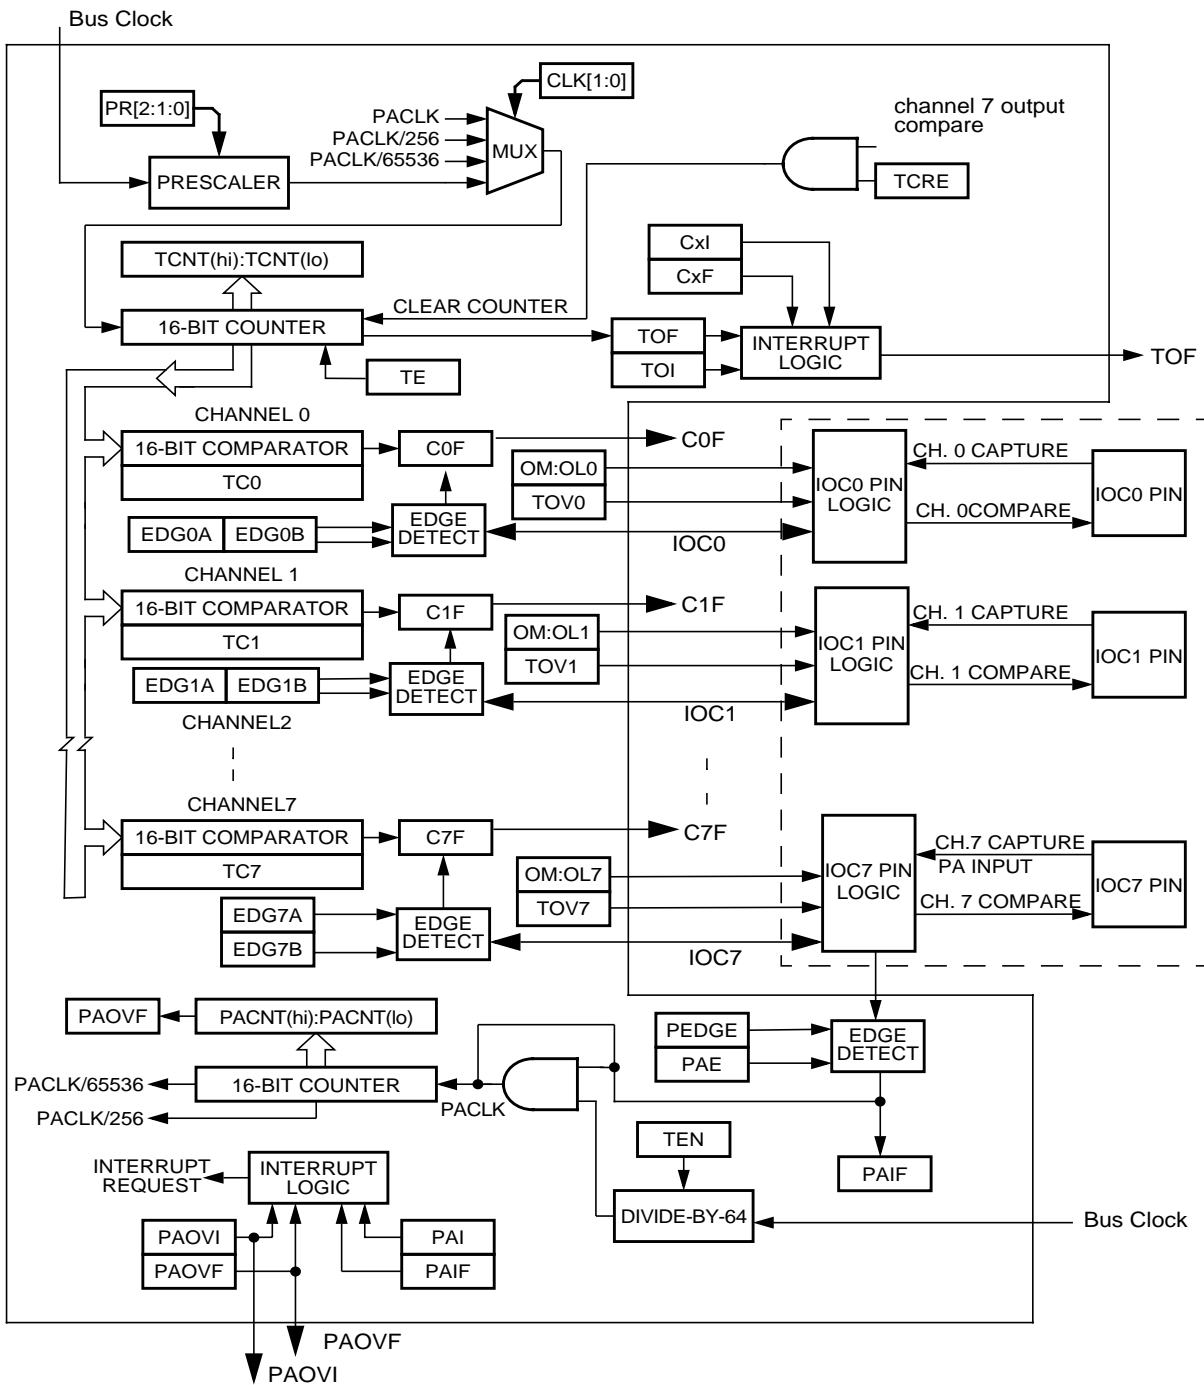 Bus Clock
CLK[1:0]
PR[2:1:0]
PACLK
PACLK/256
PACLK/65536
MUX
PRESCALER
channel 7 output
compare
TCRE
TCNT(hi):TCNT(lo)
CxI
CxF
CLEAR COUNTER
16-BIT COUNTER
TOF
TOI
INTERRUPT
LOGIC
TOF
TE
CHANNEL 0
16-BIT COMPARATOR
TC0
C0F
C0F
OM:OL0
TOV0
IOC0 PIN
LOGIC
CH. 0 CAPTURE
CH. 0COMPARE
IOC0 PIN
EDG0A
EDG0B
EDGE
DETECT
IOC0
CHANNEL 1
16-BIT COMPARATOR
TC1
C1F
C1F
OM:OL1
TOV1
IOC1 PIN
LOGIC
CH. 1 CAPTURE
CH. 1 COMPARE
IOC1 PIN
EDG1A
EDG1B
EDGE
DETECT
IOC1
CHANNEL2
CHANNEL7
16-BIT COMPARATOR
TC7
C7F
C7F
OM:OL7
TOV7
IOC7 PIN
LOGIC
CH.7 CAPTURE
PA INPUT
CH. 7 COMPARE
IOC7 PIN
EDG7A
EDG7B
EDGE
DETECT
IOC7
PAOVF
PACNT(hi):PACNT(lo)
PEDGE
PAE
EDGE
DETECT
PACLK/65536
16-BIT COUNTER
PACLK
PACLK/256
TEN
PAIF
INTERRUPT
REQUEST
INTERRUPT
LOGIC
DIVIDE-BY-64
Bus Clock
PAOVI
PAOVF
PAI
PAIF
PAOVF
PAOVI